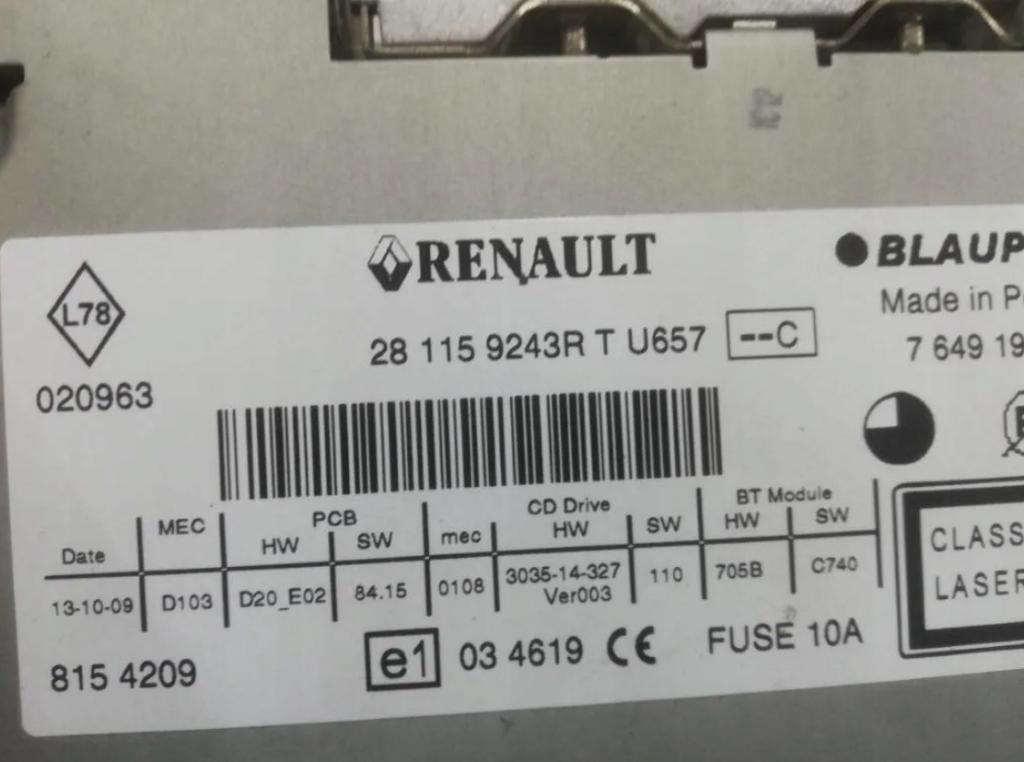 L78
020963
RENAULT
28 115 9243R T U657
--C
BLAUP
Made in P
7 649 19
Date MEC PCB HW SW mec CD Drive HW SW BT Module HW SW
13-10-09 D103 D20_E02 84.15 0108 3035-14-327 Ver003 110 705B C740
815 4209
e1 03 4619 CE FUSE 10A
CLASS
LASER